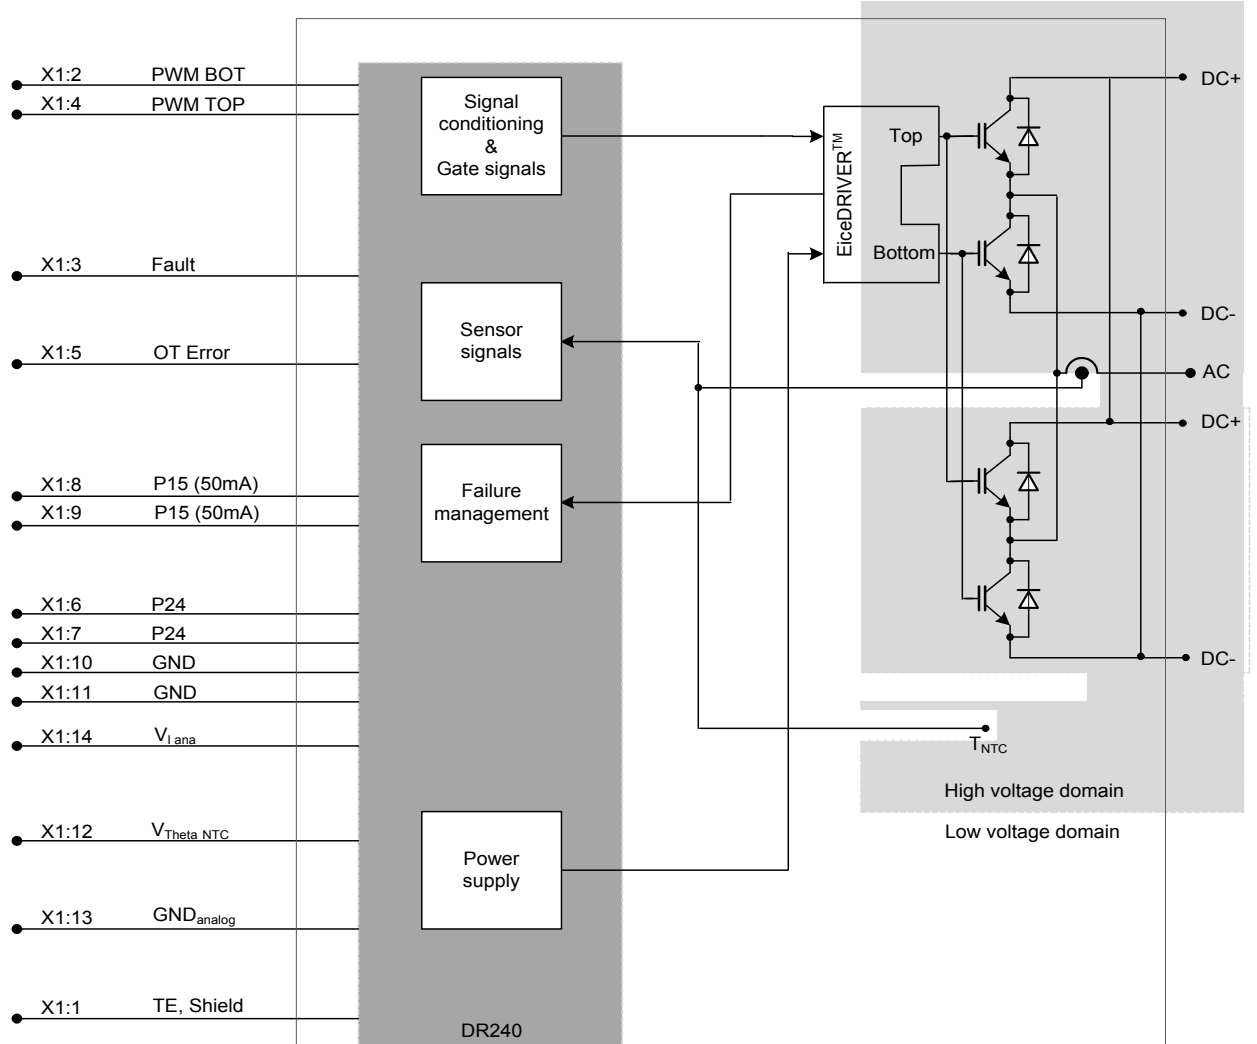 X1:2 PWM BOT
X1:4 PWM TOP
X1:3 Fault
X1:5 OT Error
X1:8 P15 (50mA)
X1:9 P15 (50mA)
X1:6 P24
X1:7 P24
X1:10 GND
X1:11 GND
X1:14 VI ana
X1:12 VTheta NTC
X1:13 GNDanalog
X1:1 TE, Shield
Signal
conditioning
&
Gate signals
Sensor
signals
Failure
management
Power
supply
DR240
EiceDRIVER™
Top
Bottom
DC+
DC-
AC
DC+
DC-
TNTC
High voltage domain
Low voltage domain